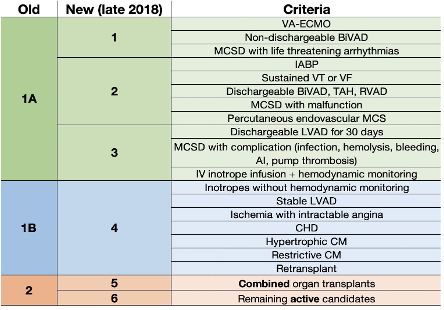 Old New (late 2018) Criteria
1A
1
VA-ECMO
Non-dischargeable BiVAD
MCSD with life threatening arrhythmias
2
IABP
Sustained VT or VF
Dischargeable BiVAD, TAH, RVAD
MCSD with malfunction
Percutaneous endovascular MCS
3
Dischargeable LVAD for 30 days
MCSD with complication (infection, hemolysis, bleeding,
AI, pump thrombosis)
IV inotrope infusion + hemodynamic monitoring
1B
4
Inotropes without hemodynamic monitoring
Stable LVAD
Ischemia with intractable angina
CHD
Hypertrophic CM
Restrictive CM
Retransplant
2
5 Combined organ transplants
6 Remaining active candidates